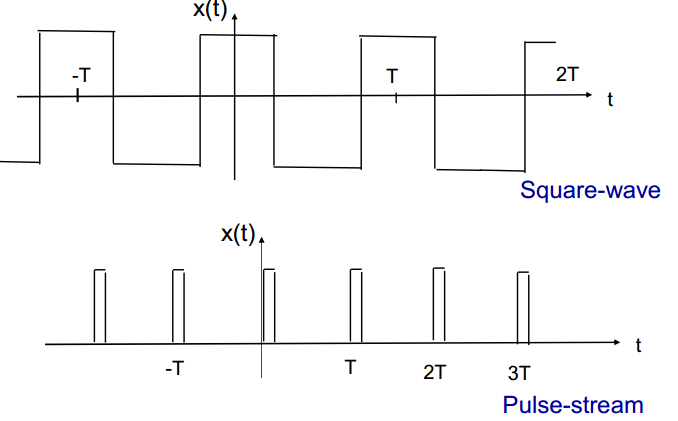 x(t)
-T
T
2T
t
Square-wave
x(t)
t
-T
T
2T
3T
Pulse-stream